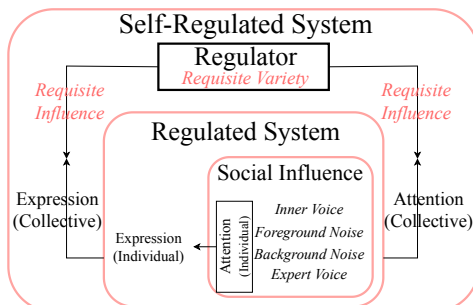 Self-Regulated System
Regulator
Requisite Variety
Requisite
Influence
Requisite
Influence
Regulated System
Social Influence
Expression
(Collective)
Attention
(Collective)
Expression
(Individual)
Attention
(Individual)
Inner Voice
Foreground Noise
Background Noise
Expert Voice